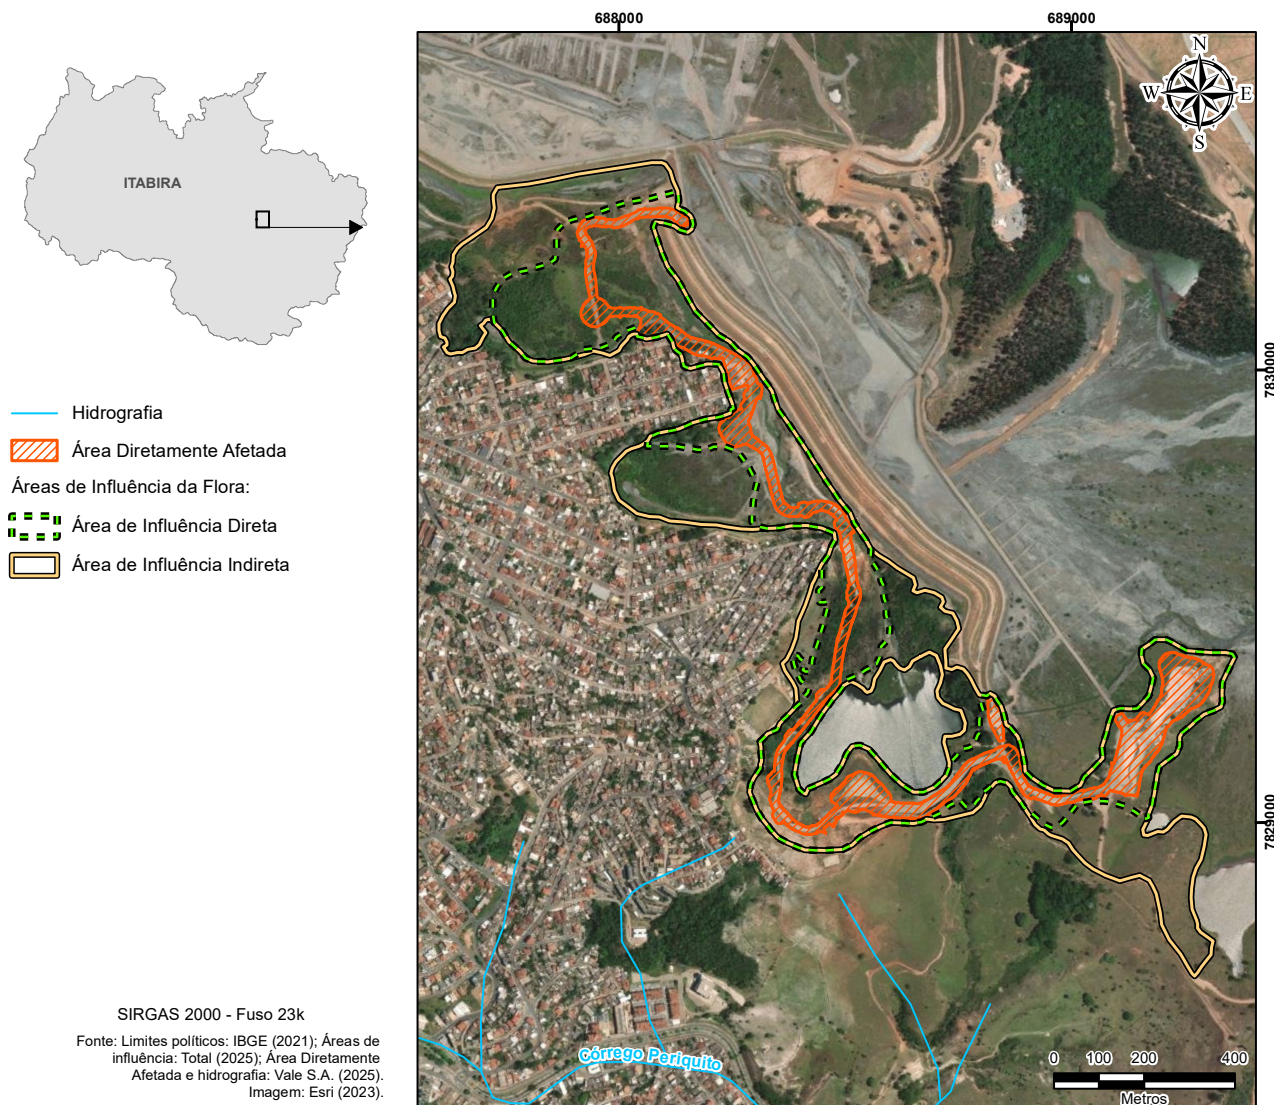 688000
689000
N
W
E
S
ITABIRA
7830000
Hidrografia
Área Diretamente Afetada
Áreas de Influência da Flora:
Área de Influência Direta
Área de Influência Indireta
7829000
SIRGAS 2000 - Fuso 23k
Fonte: Limites políticos: IBGE (2021); Áreas de
influência: Total (2025); Área Diretamente
Afetada e hidrografia: Vale S.A. (2025).
Imagem: Esri (2023).
Córrego Periquito
0 100 200 400
Metros